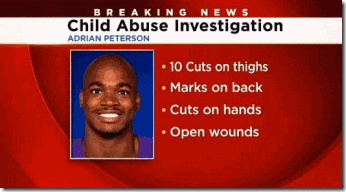 BREAKING NEWS
Child Abuse Investigation
ADRIAN PETERSON
• 10 Cuts on thighs
• Marks on back
• Cuts on hands
• Open wounds